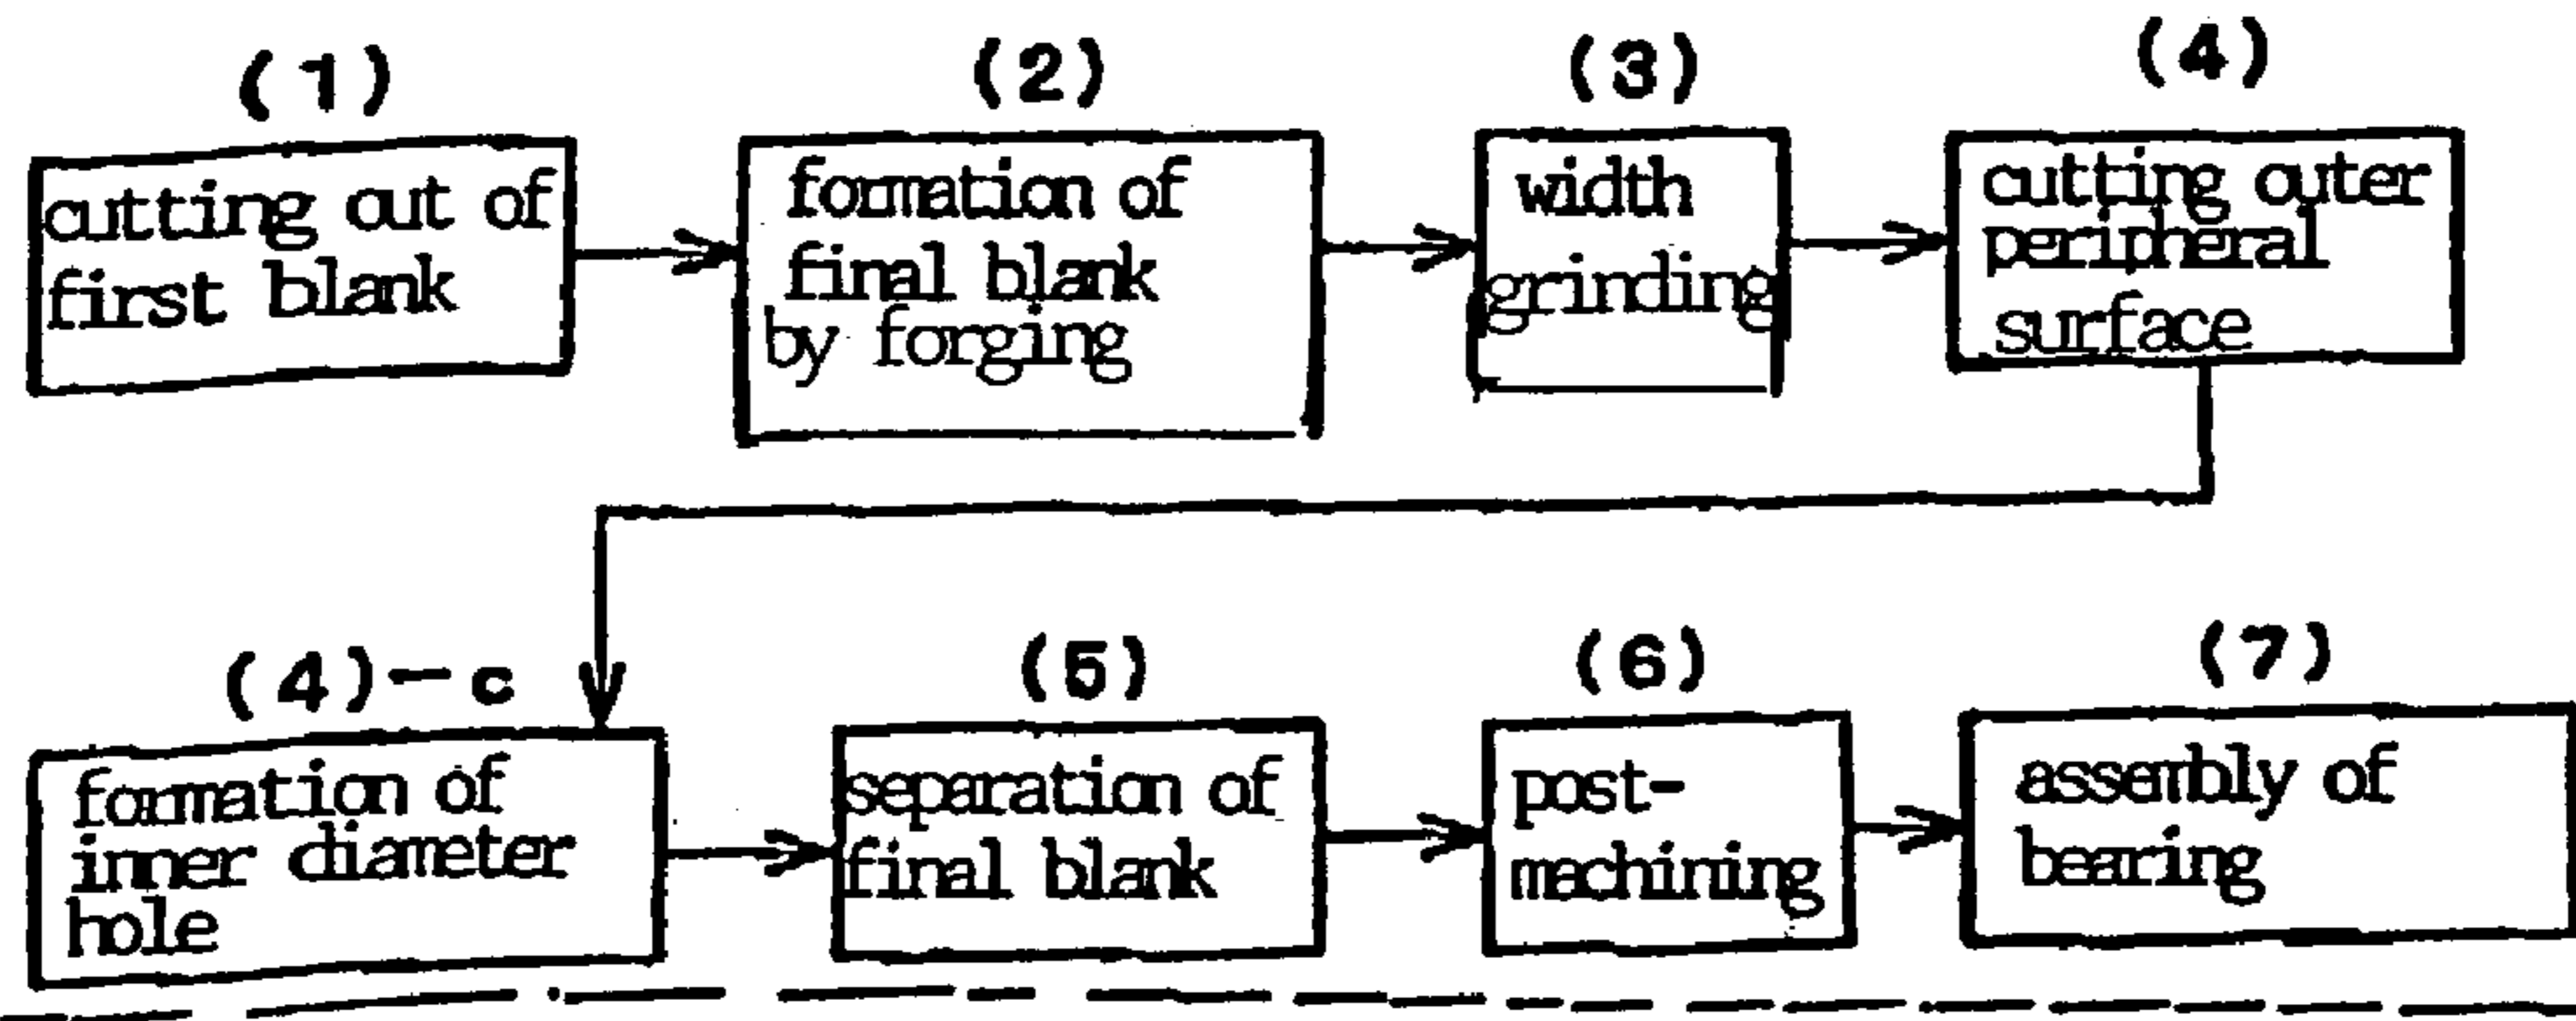 (1)
cutting out of
first blank
(2)
formation of
final blank
by forging
(3)
width
grinding
(4)
cutting outer
peripheral
surface
(4)-c
formation of
inner diameter
hole
(5)
separation of
final blank
(6)
post-
machining
(7)
assembly of
bearing